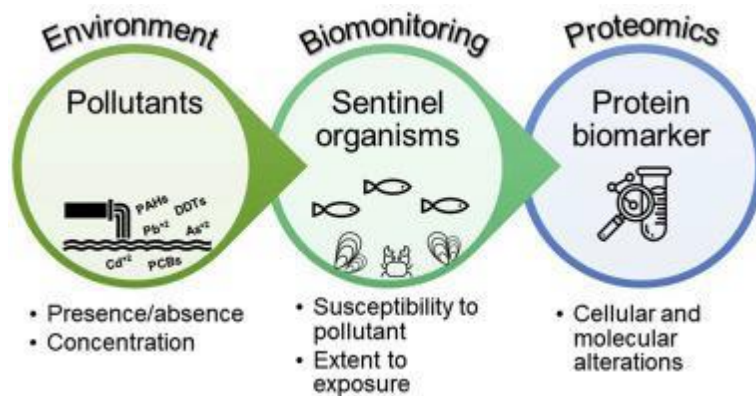 Environment
Biomonitoring
Proteomics
Pollutants
Sentinel
organisms
Protein
biomarker
PAHs
DDTs
Pb+2
As+2
Cd+2
PCBs
• Presence/absence
• Concentration
• Susceptibility to
pollutant
• Extent to
exposure
• Cellular and
molecular
alterations